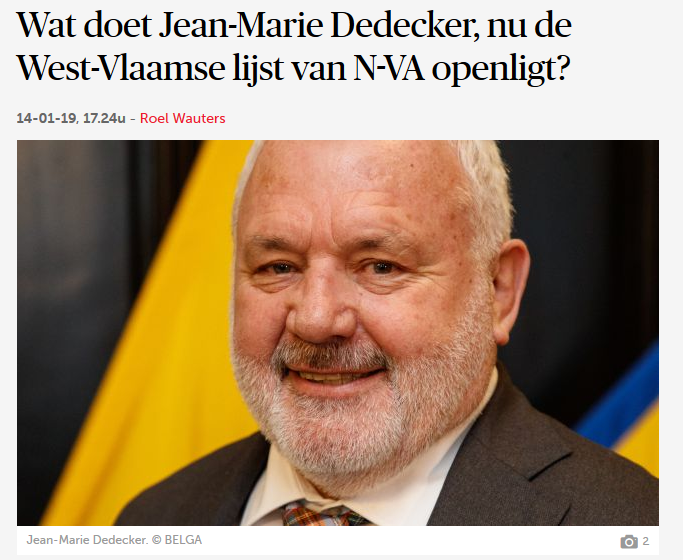 Wat doet Jean-Marie Dedecker, nu de
West-Vlaamse lijst van N-VA openligt?
14-01-19, 17.24u - Roel Wauters
Jean-Marie Dedecker. © BELGA
2